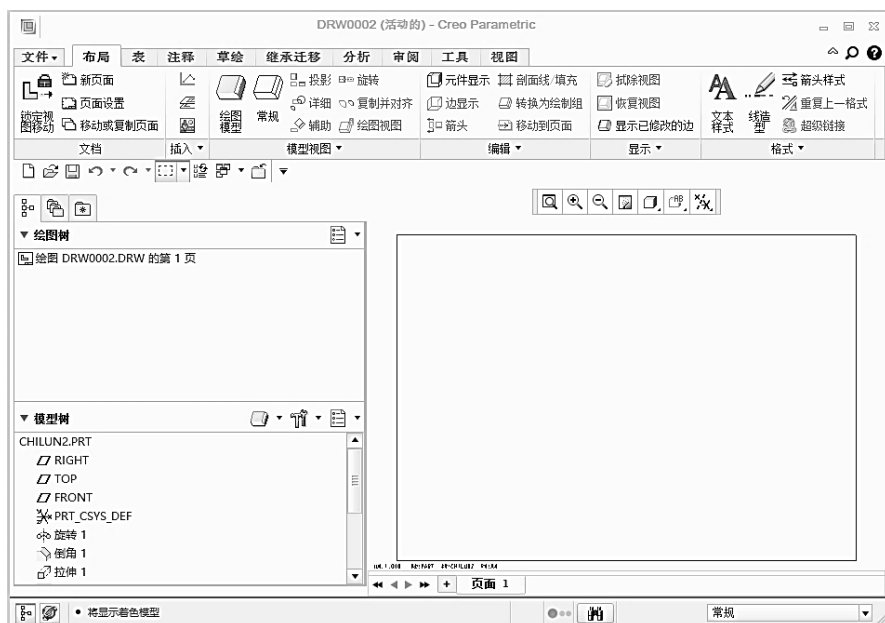 DRW0002 (活动的) - Creo Parametric
文件 布局 表 注释 草绘 继承迁移 分析 审阅 工具 视图
锁定视图移动
新页面
页面设置
移动或复制页面
文档
插入
绘图模型
常规
投影
详细
辅助
旋转
复制并对齐
绘图视图
模型视图
元件显示
边显示
箭头
剖面线/填充
转换为绘制组
移动到页面
编辑
拭除视图
恢复视图
显示已修改的边
显示
文本样式
线造型
箭头样式
重复上一格式
超级链接
格式
绘图树
绘图 DRW0002.DRW 的第 1 页
模型树
CHILUN2.PRT
RIGHT
TOP
FRONT
PRT_CSYS_DEF
旋转 1
倒角 1
拉伸 1
页面 1
将显示着色模型
常规